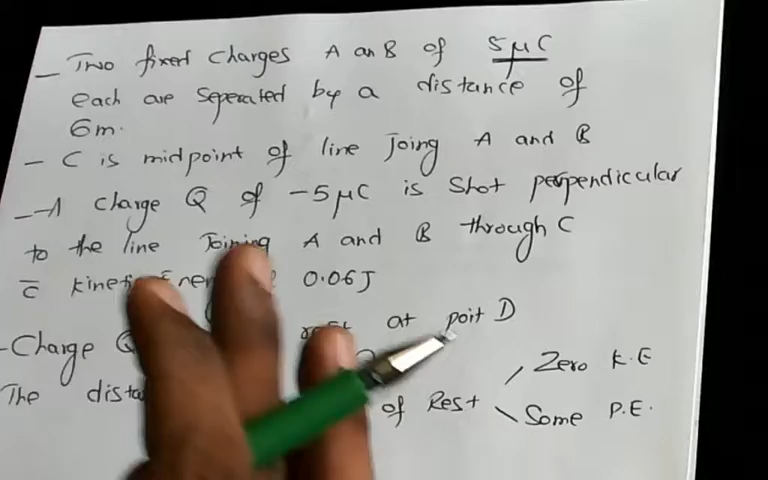 - Two fixed charges A an B of 5μC
each are seperated by a distance of
6m.
- C is midpoint of line Joing A and B
- A charge Q of -5μC is shot perpendicular
to the line Joining A and B through C
c̅ kinetic 0.06J
- Charge Q at poit D
The of Rest Zero K.E
Some P.E.